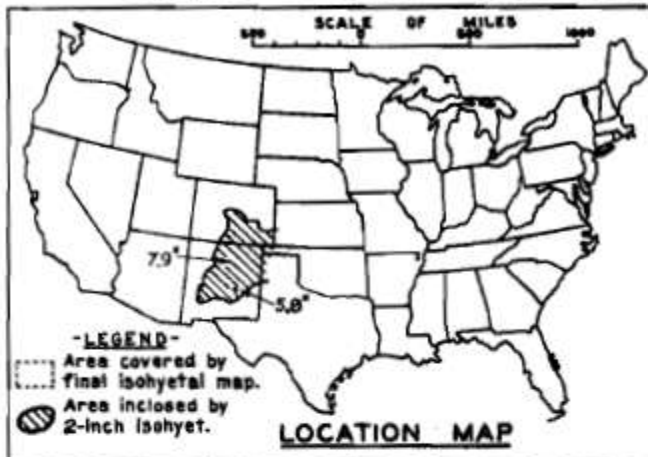 SCALE OF MILES
500 0 500 1000
7.9"
5.8"
-LEGEND-
Area covered by
final isohyetal map.
Area inclosed by
2-inch isohyet.
LOCATION MAP